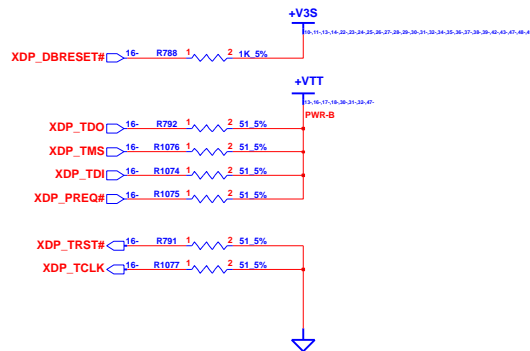 +V3S
10-,11-,13-,14-,22-,23-,24-,25-,26-,27-,28-,29-,30-,31-,32-,34-,35-,36-,37-,38-,39-,42-,43-,47-,48-
XDP_DBRESET# 16- R788 1 2 1K_5%
+VTT
13-,16-,17-,18-,30-,31-,32-,47-
PWR-B
XDP_TDO 16- R792 1 2 51_5%
XDP_TMS 16- R1076 1 2 51_5%
XDP_TDI 16- R1074 1 2 51_5%
XDP_PREQ# 16- R1075 1 2 51_5%
XDP_TRST# 16- R791 1 2 51_5%
XDP_TCLK 16- R1077 1 2 51_5%